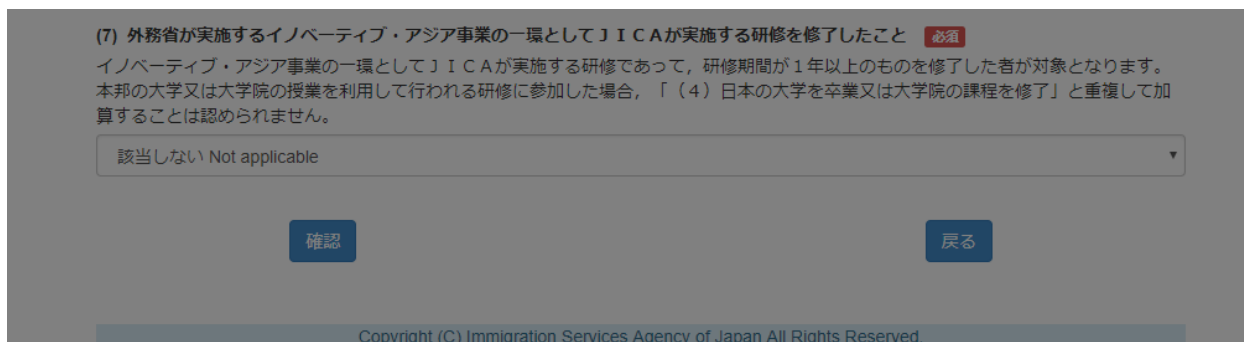 (7) 外務省が実施するイノベーティブ・アジア事業の一環としてＪＩＣＡが実施する研修を修了したこと 必須
イノベーティブ・アジア事業の一環としてＪＩＣＡが実施する研修であって，研修期間が１年以上のものを修了した者が対象となります。
本邦の大学又は大学院の授業を利用して行われる研修に参加した場合，「（４）日本の大学を卒業又は大学院の課程を修了」と重複して加
算することは認められません。
該当しない Not applicable
確認 戻る
Copyright (C) Immigration Services Agency of Japan All Rights Reserved.